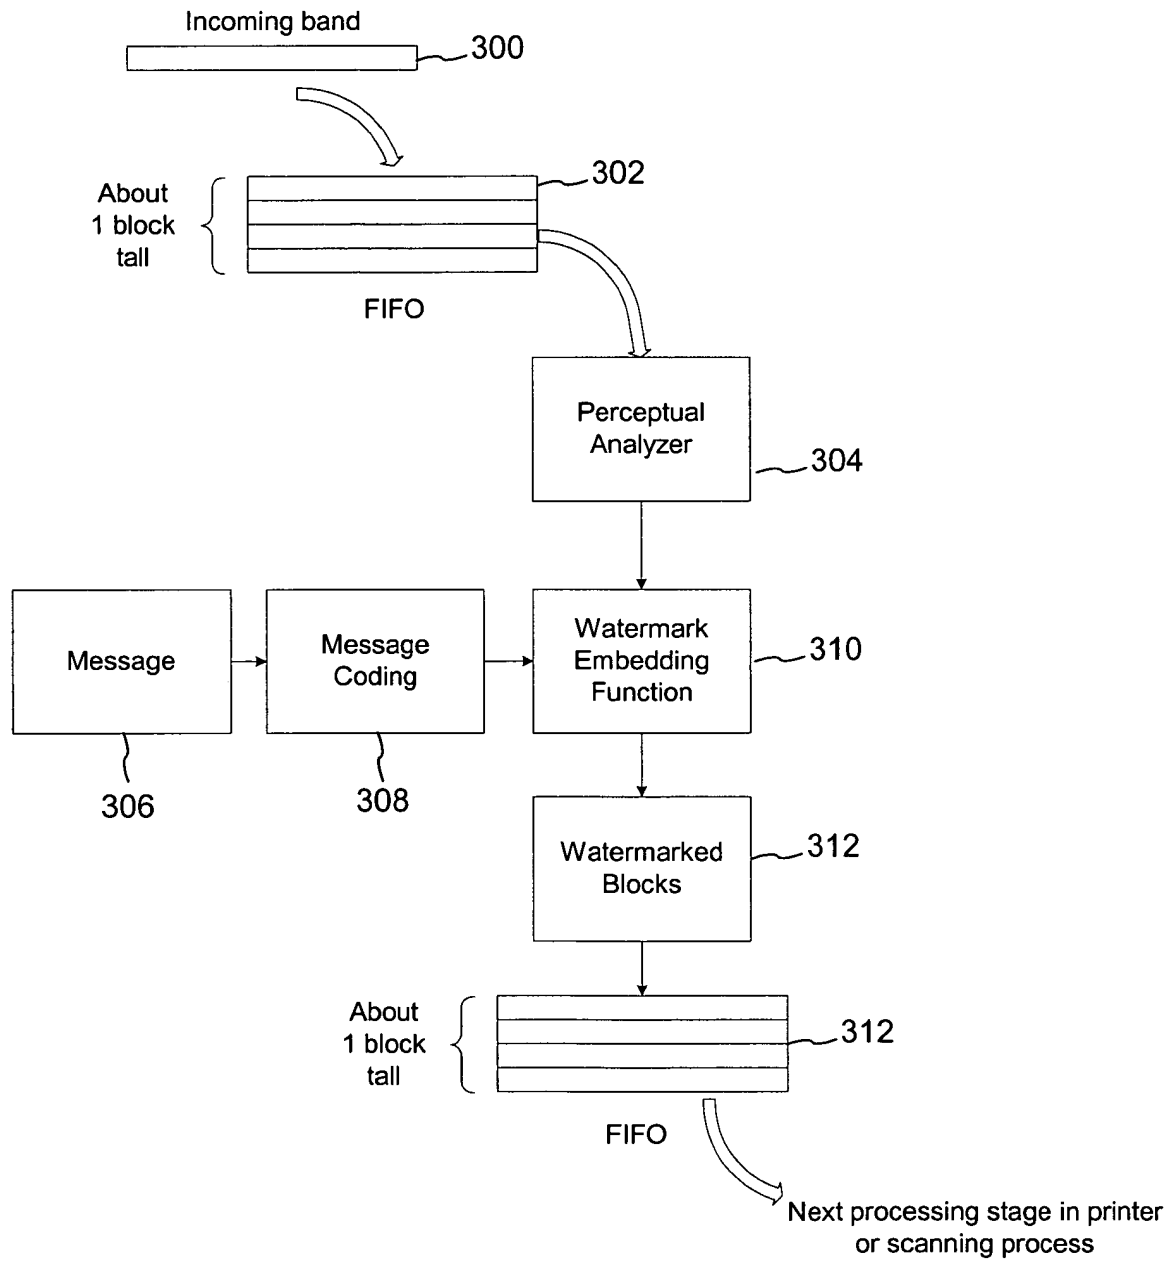 Incoming band
300
302
About
1 block
tall
FIFO
Perceptual
Analyzer
304
Message
306
Message
Coding
308
Watermark
Embedding
Function
310
Watermarked
Blocks
312
About
1 block
tall
312
FIFO
Next processing stage in printer
or scanning process